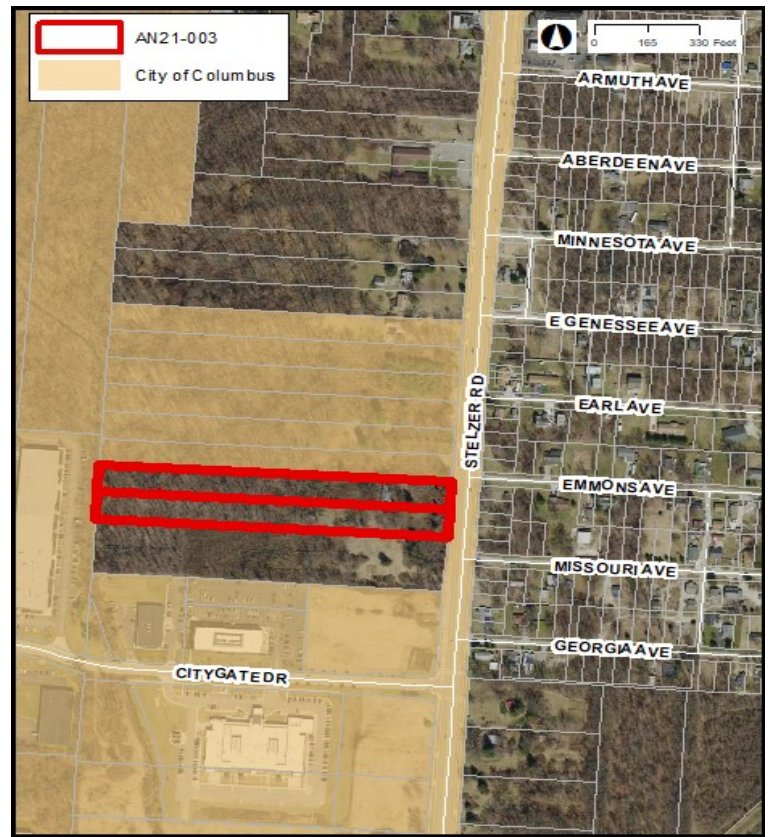 AN21-003
City of Columbus
0 165 330 Feet
ARMUTH AVE
ABERDEEN AVE
MINNESOTA AVE
E GENESSEE AVE
STELZER RD
EARL AVE
EMMONS AVE
MISSOURI AVE
GEORGIA AVE
CITYGATE DR